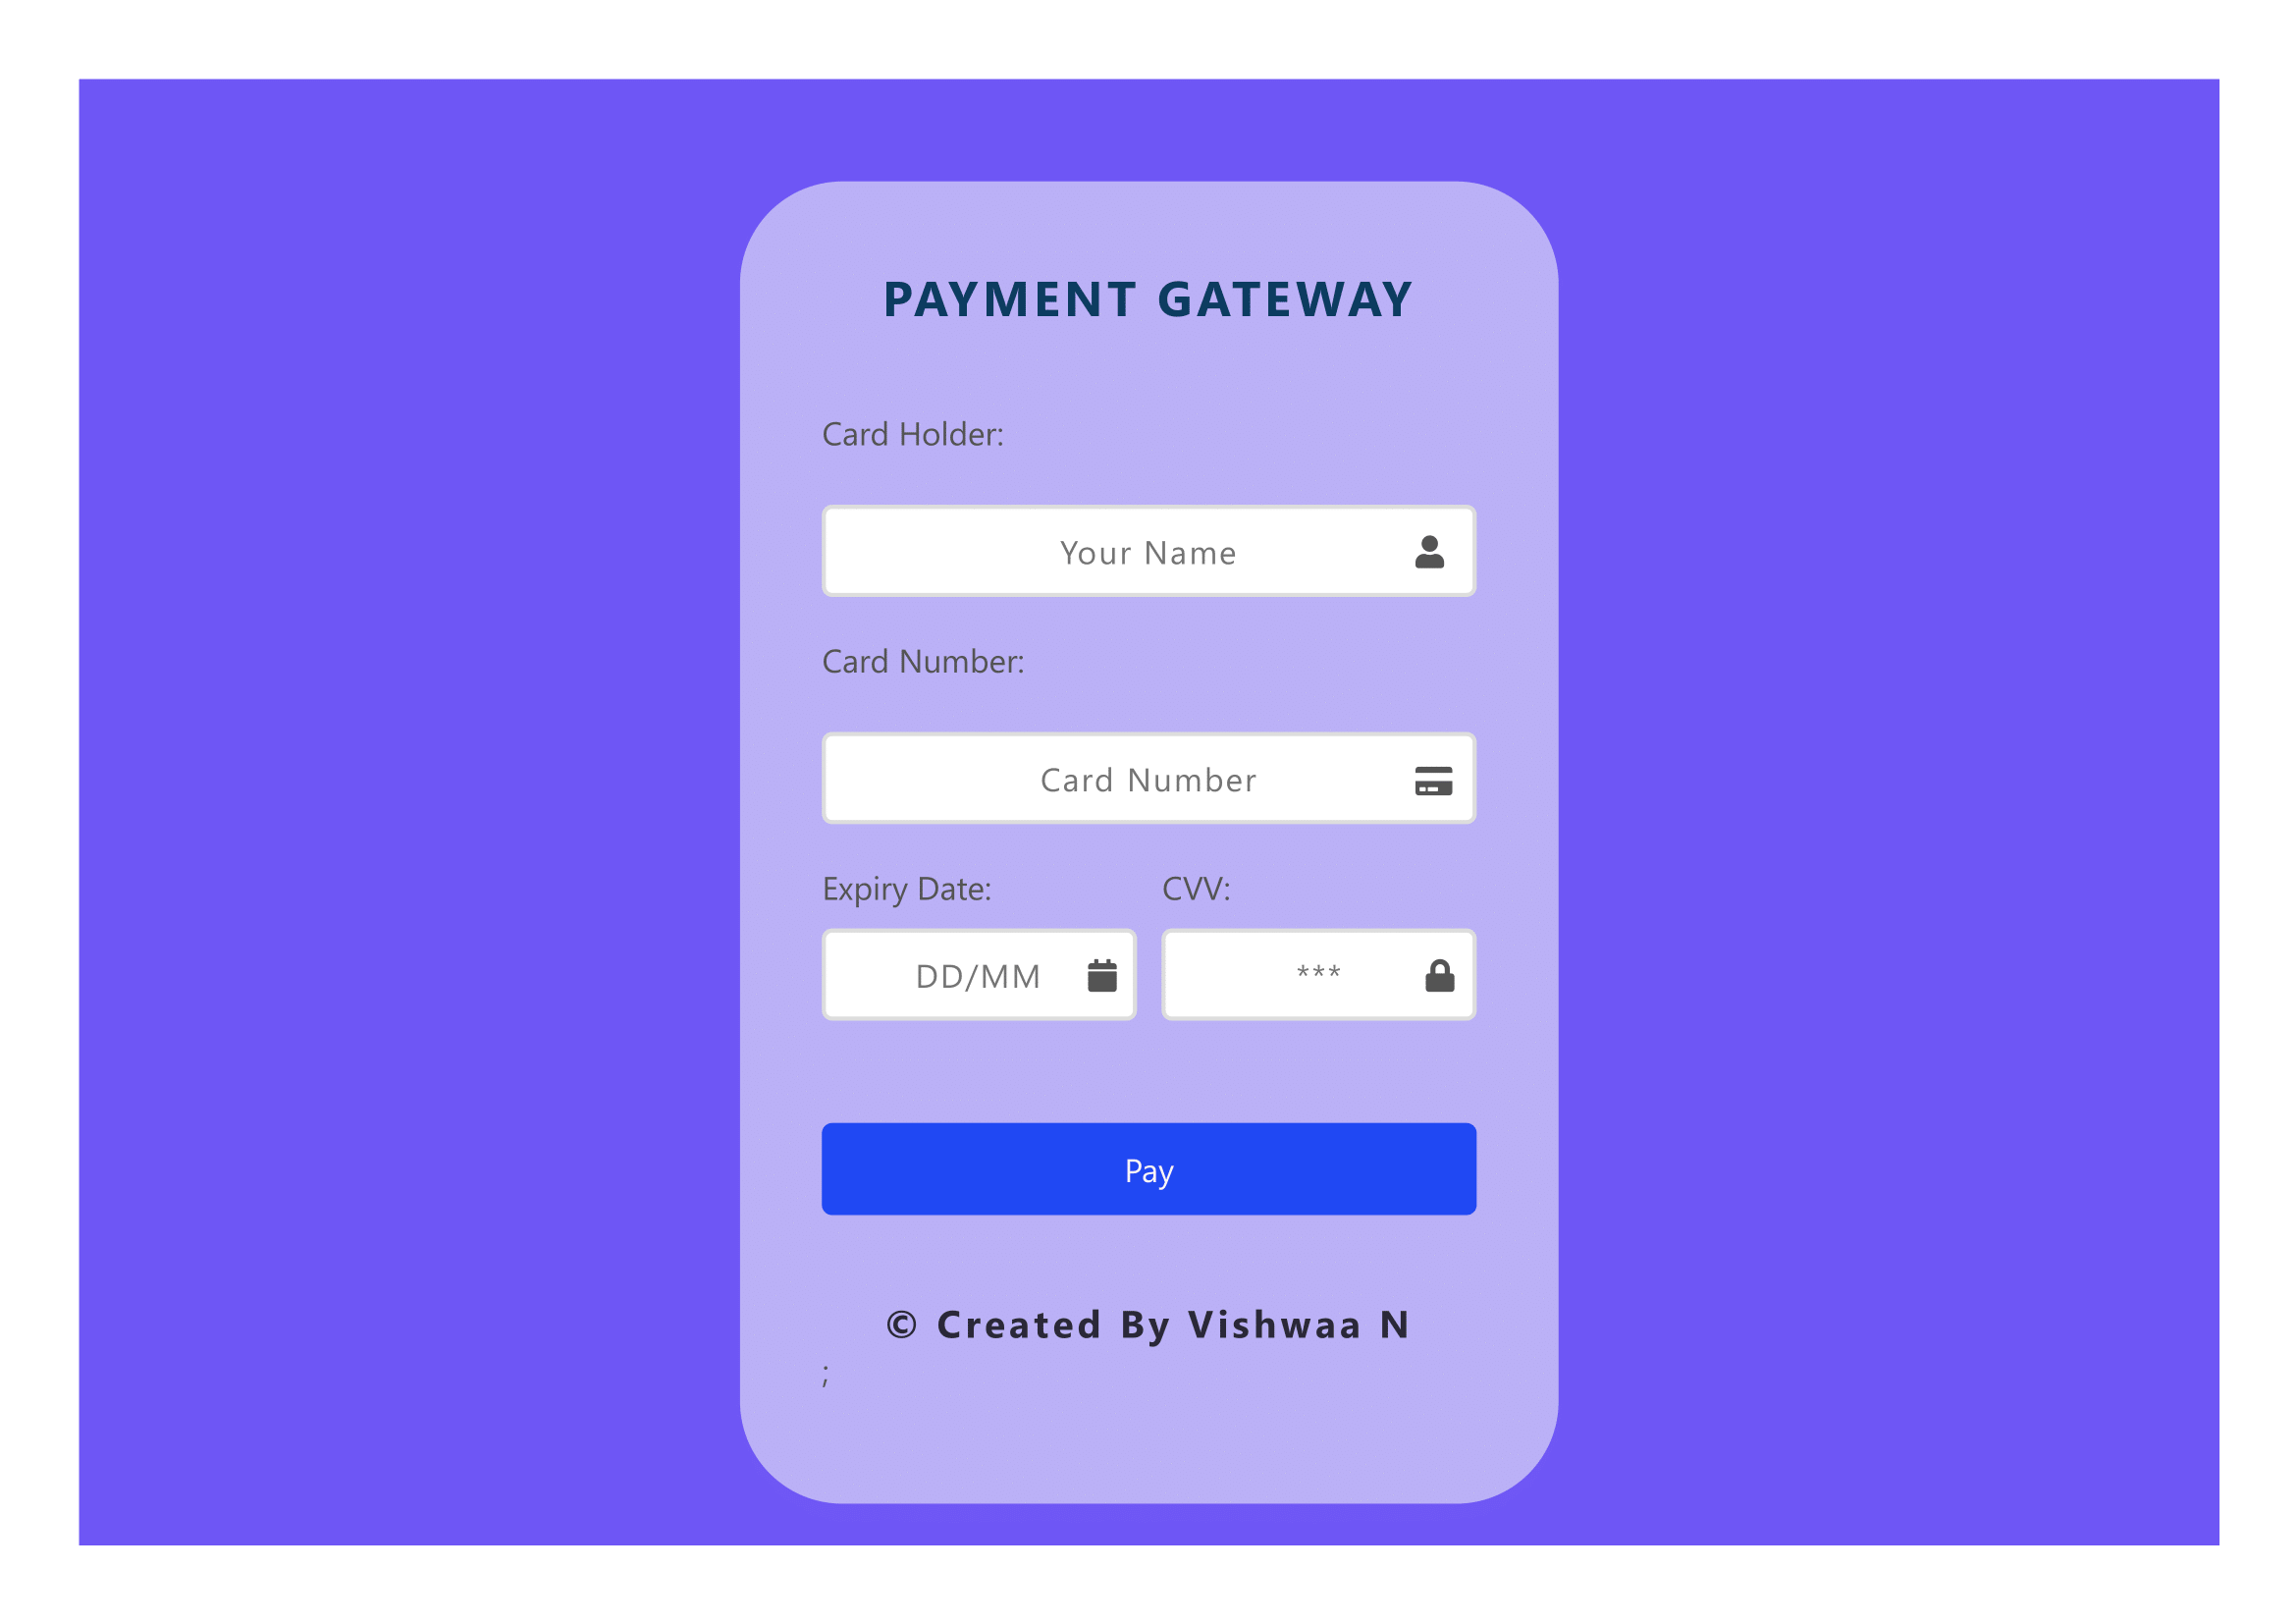 PAYMENT GATEWAY
Card Holder:
Your Name
Card Number:
Card Number
Expiry Date: CVV:
DD/MM ***
Pay
© Created By Vishwaa N
;